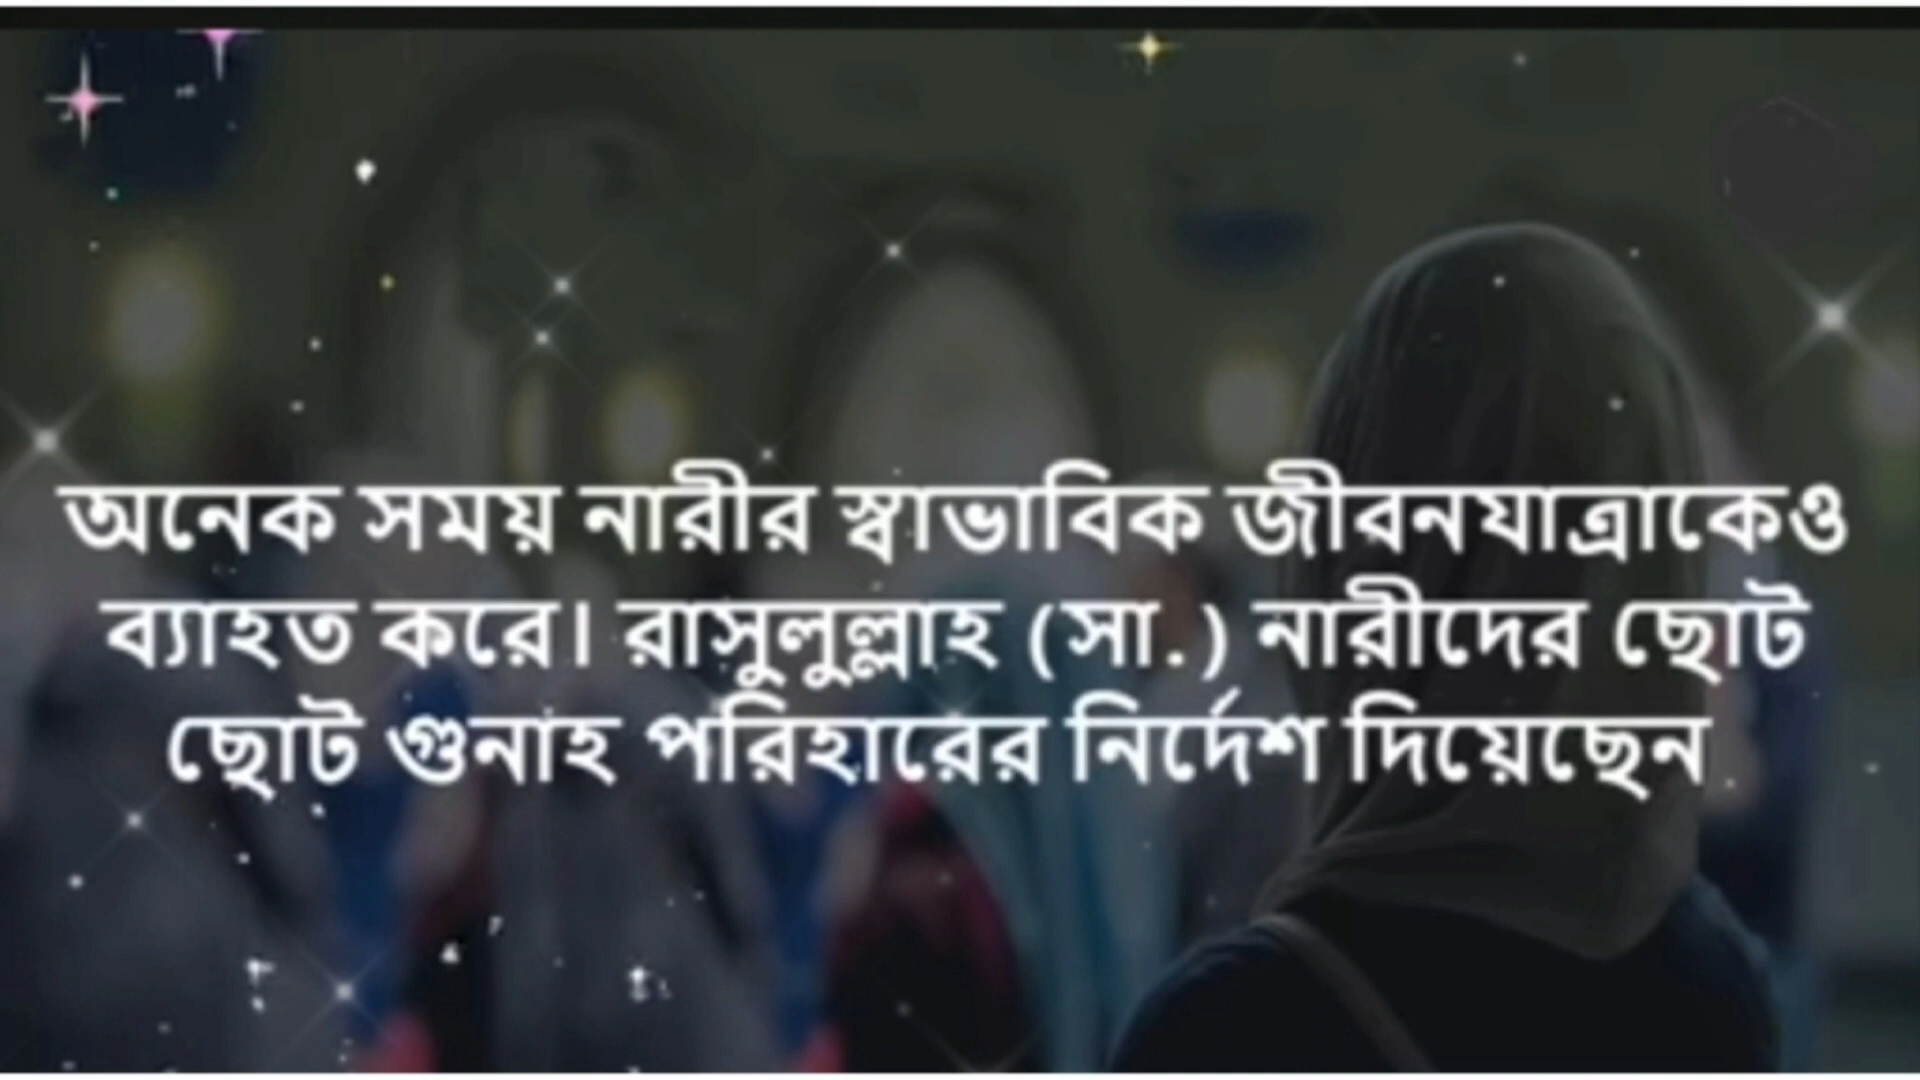 অনেক সময় নারীর স্বাভাবিক জীবনযাত্রাকেও
ব্যাহত করে। রাসুলুল্লাহ (সা.) নারীদের ছোট
ছোট গুনাহ পরিহারের নির্দেশ দিয়েছেন